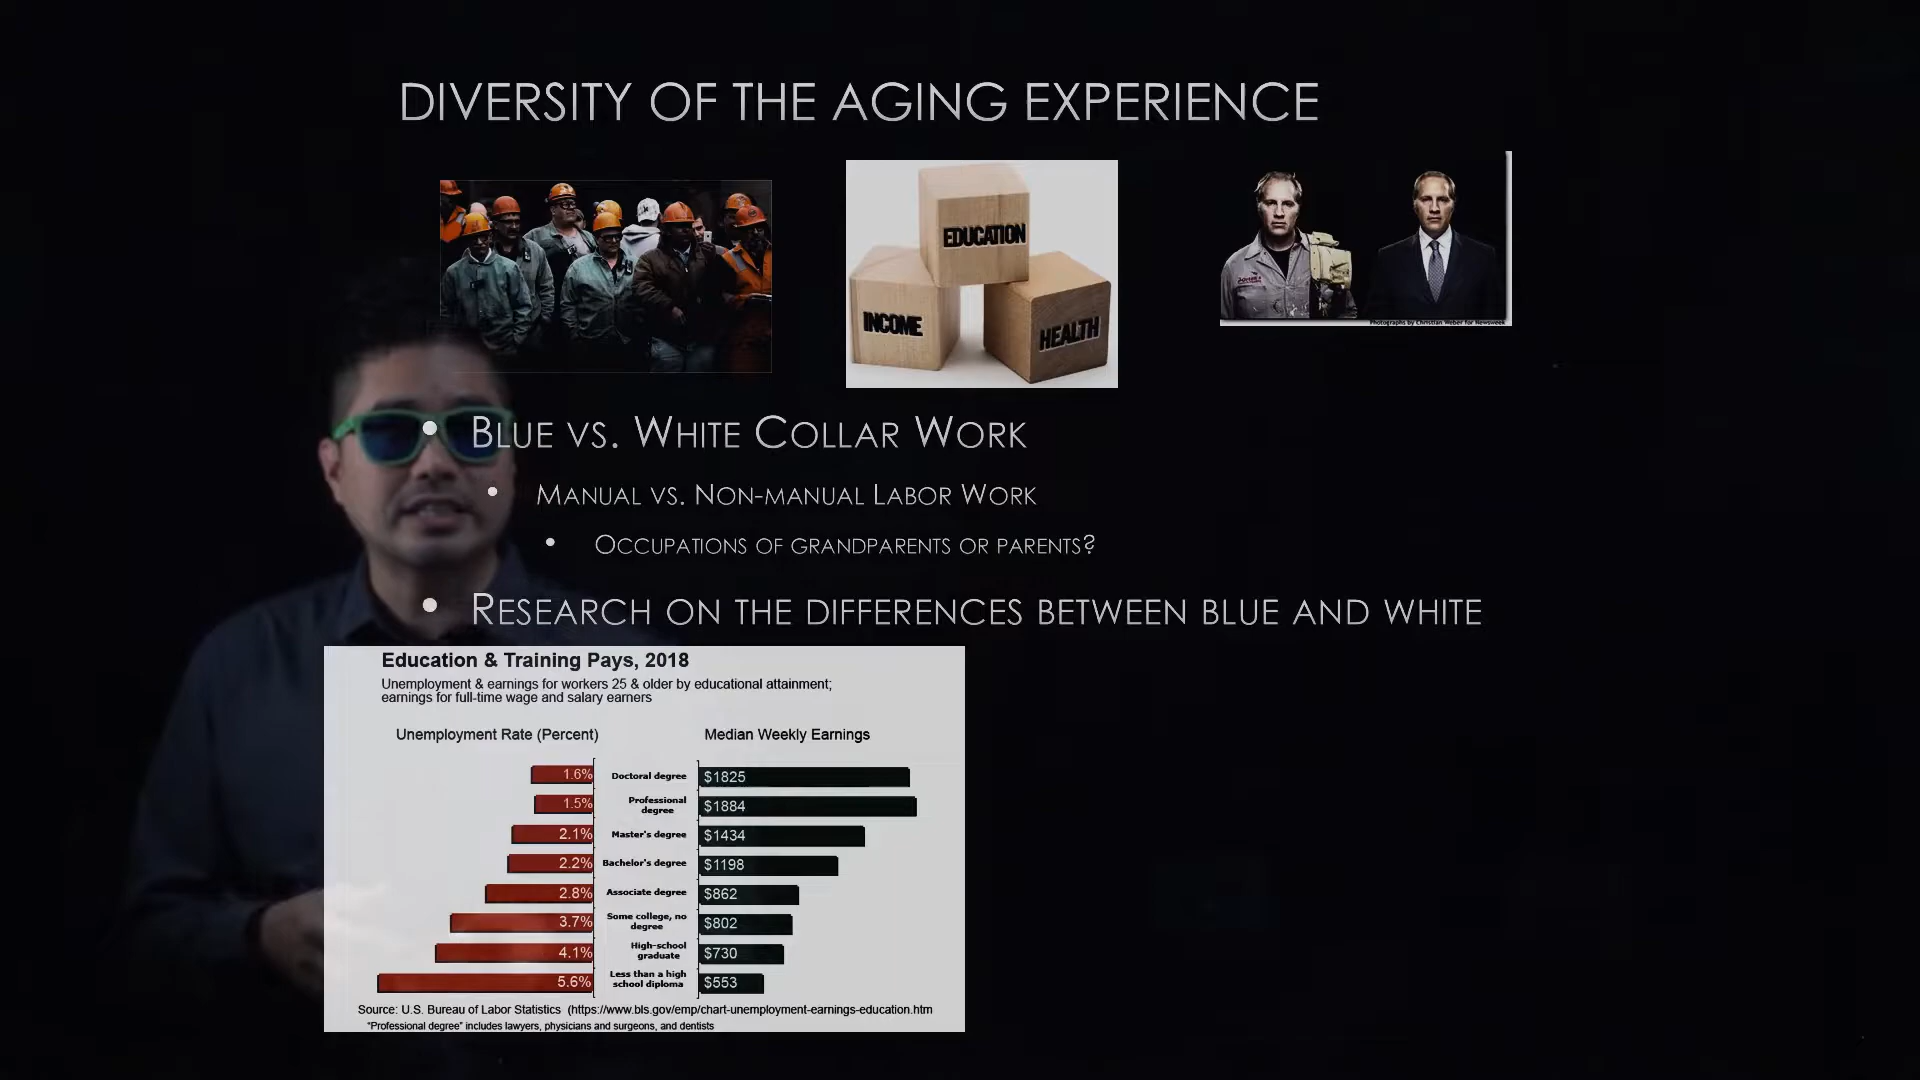 DIVERSITY OF THE AGING EXPERIENCE
EDUCATION
INCOME
HEALTH
Photographs by Christian Weber for Newsweek
• BLUE VS. WHITE COLLAR WORK
• MANUAL VS. NON-MANUAL LABOR WORK
• OCCUPATIONS OF GRANDPARENTS OR PARENTS?
• RESEARCH ON THE DIFFERENCES BETWEEN BLUE AND WHITE
Education & Training Pays, 2018
Unemployment & earnings for workers 25 & older by educational attainment;
earnings for full-time wage and salary earners
Unemployment Rate (Percent) Median Weekly Earnings
1.6% Doctoral degree $1825
1.5% Professional degree $1884
2.1% Master's degree $1434
2.2% Bachelor's degree $1198
2.8% Associate degree $862
3.7% Some college, no degree $802
4.1% High-school graduate $730
5.6% Less than a high school diploma $553
Source: U.S. Bureau of Labor Statistics (https://www.bls.gov/emp/chart-unemployment-earnings-education.htm
"Professional degree" includes lawyers, physicians and surgeons, and dentists